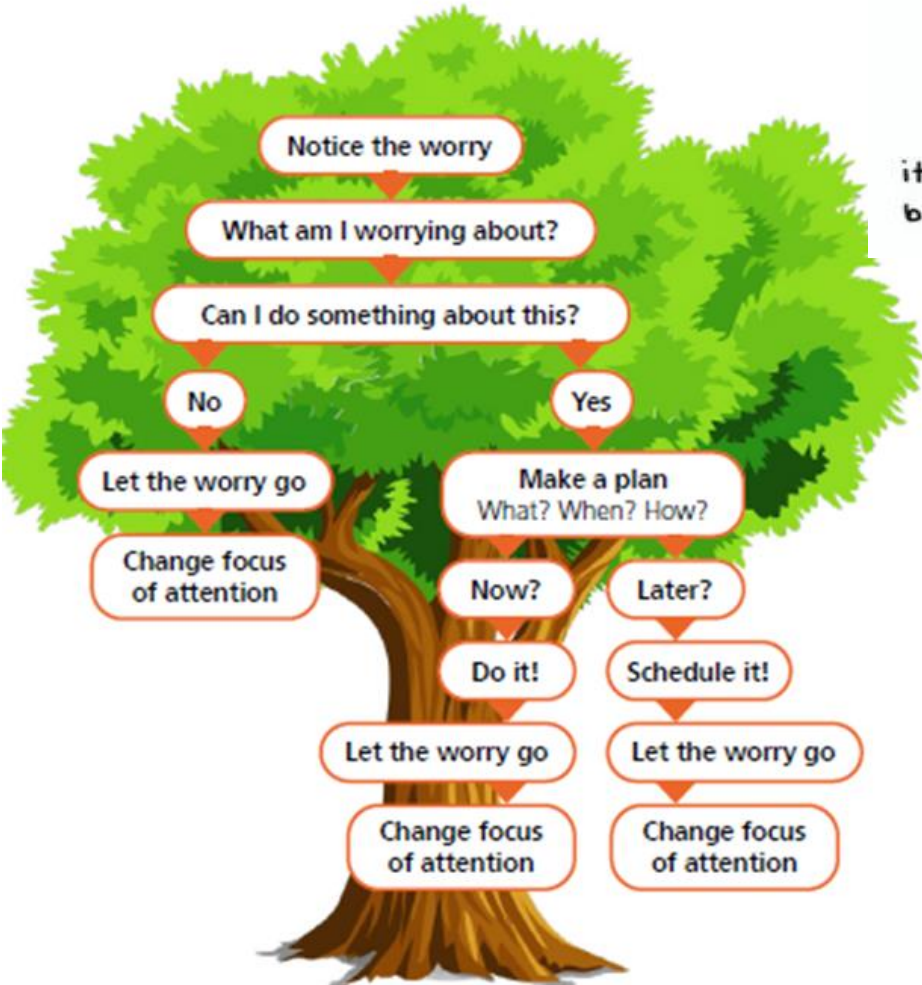 Notice the worry
What am I worrying about?
Can I do something about this?
No
Let the worry go
Change focus
of attention
Yes
Make a plan
What? When? How?
Now?
Do it!
Let the worry go
Change focus
of attention
Later?
Schedule it!
Let the worry go
Change focus
of attention